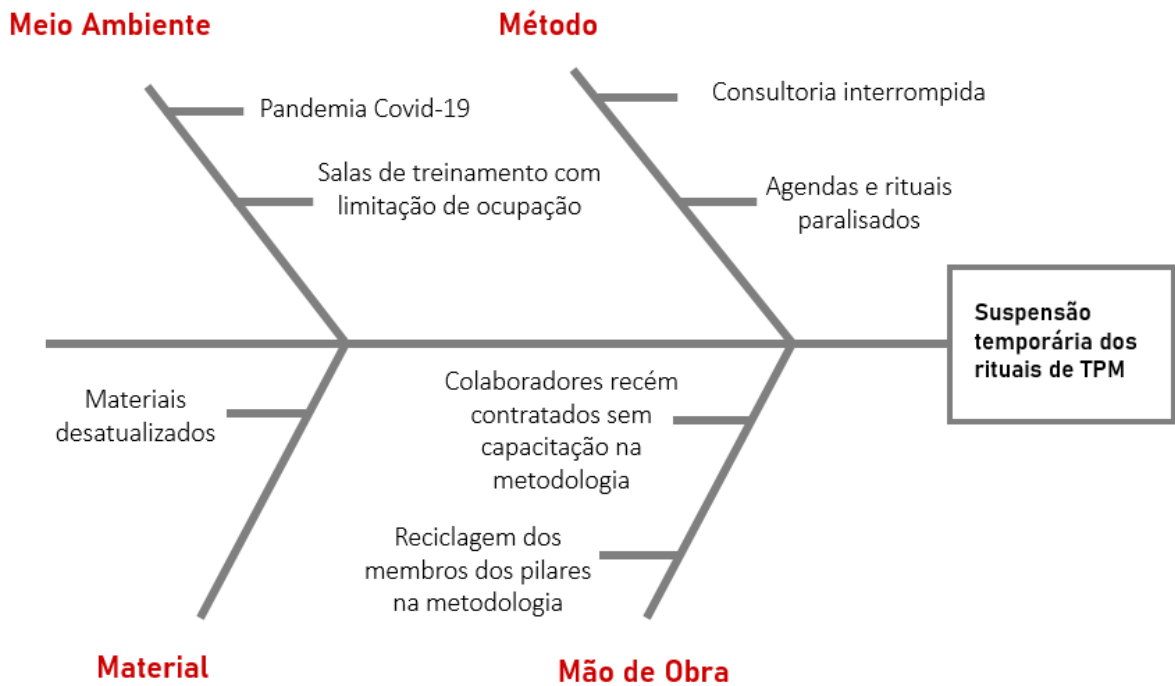 Meio Ambiente
Método
Pandemia Covid-19
Consultoria interrompida
Salas de treinamento com
limitação de ocupação
Agendas e rituais
paralisados
Suspensão
temporária dos
rituais de TPM
Materiais
desatualizados
Colaboradores recém
contratados sem
capacitação na
metodologia
Reciclagem dos
membros dos pilares
na metodologia
Material
Mão de Obra